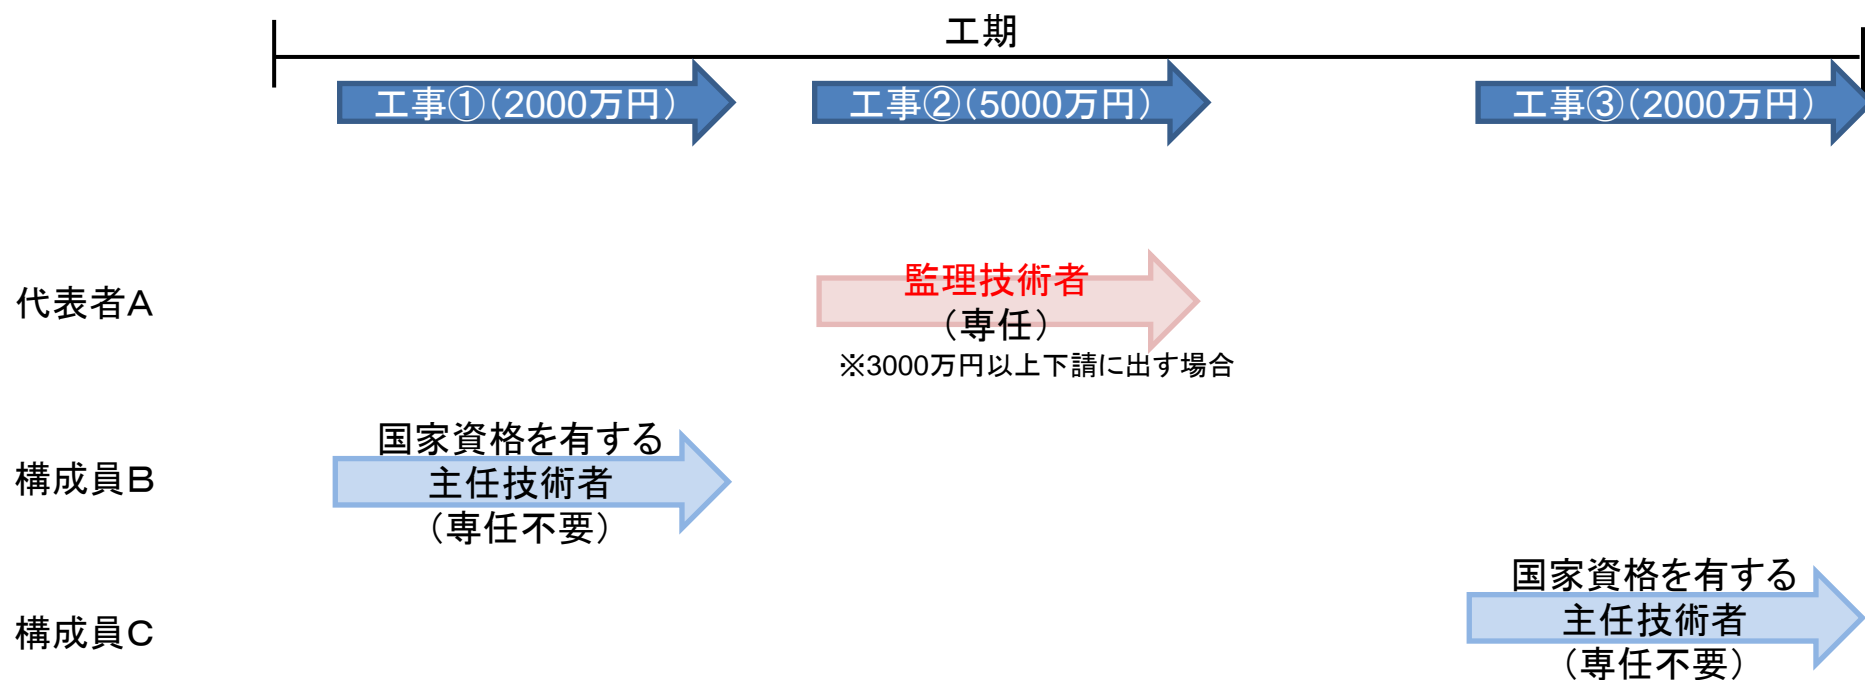 工期
工事①(2000万円)
工事②(5000万円)
工事③(2000万円)
代表者A
監理技術者
(専任)
※3000万円以上下請に出す場合
構成員B
国家資格を有する
主任技術者
(専任不要)
構成員C
国家資格を有する
主任技術者
(専任不要)